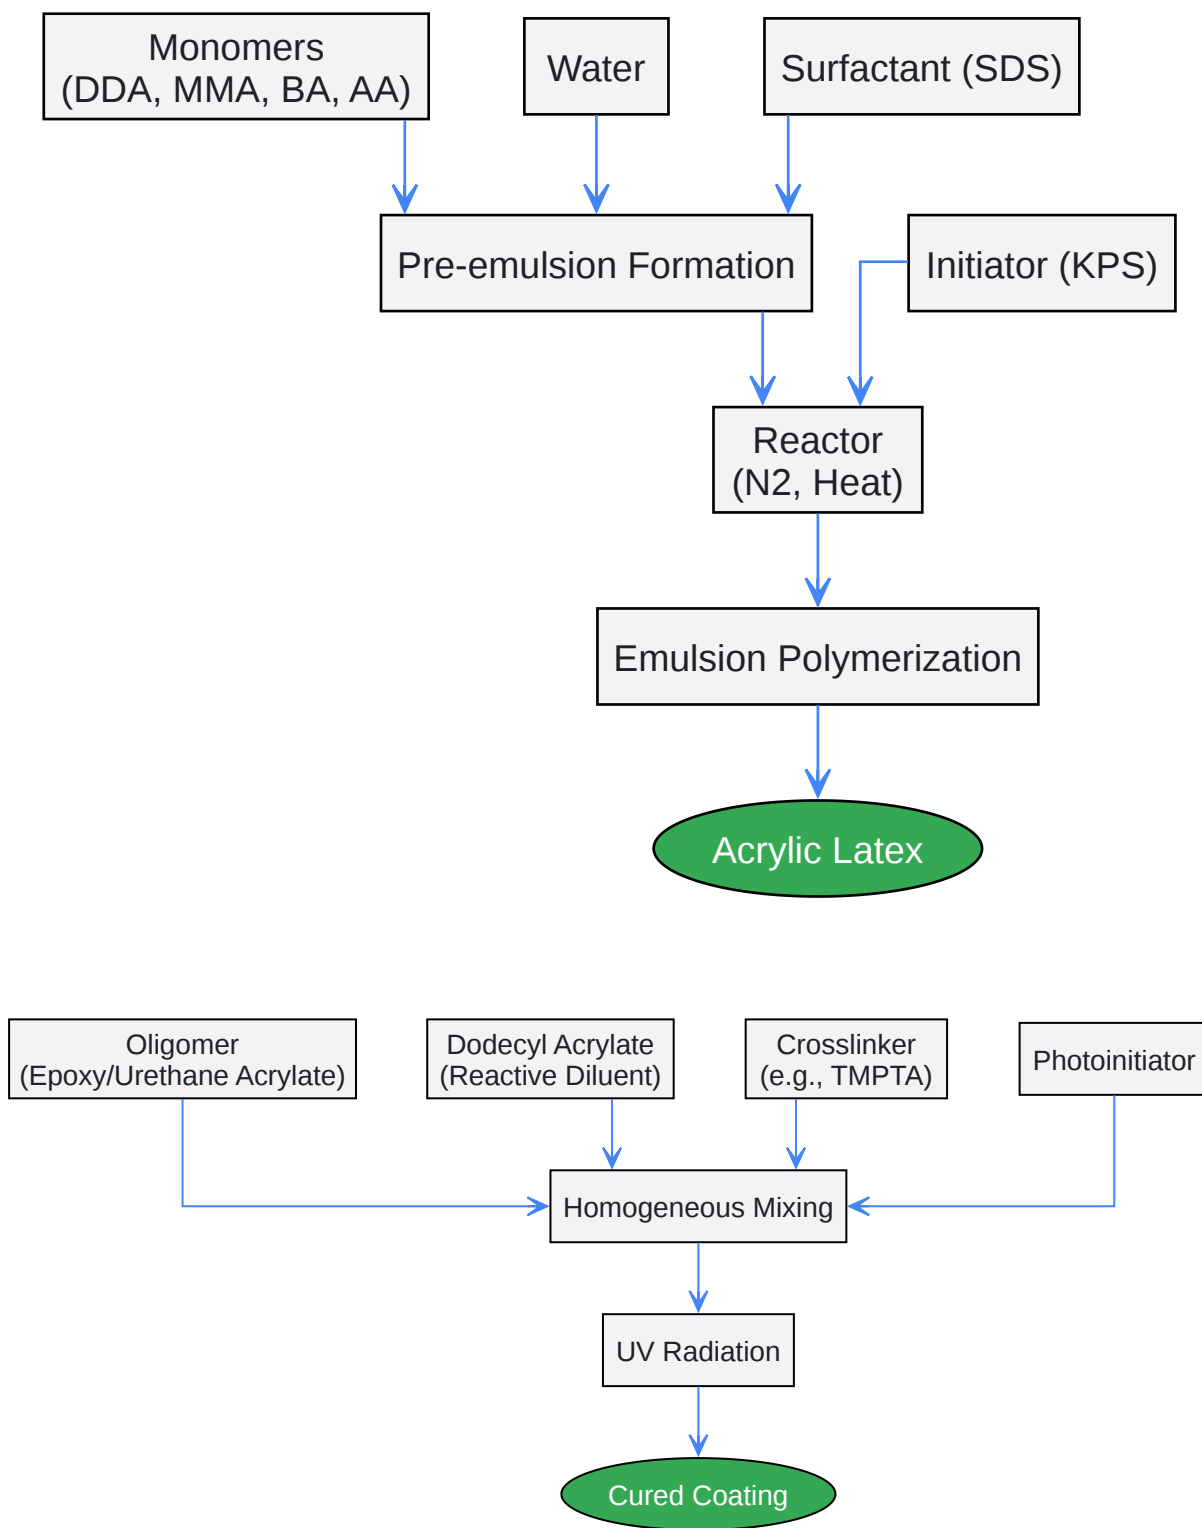 Monomers
(DDA, MMA, BA, AA)
Water
Surfactant (SDS)
Pre-emulsion Formation
Initiator (KPS)
Reactor
(N2, Heat)
Emulsion Polymerization
Acrylic Latex
Oligomer
(Epoxy/Urethane Acrylate)
Dodecyl Acrylate
(Reactive Diluent)
Crosslinker
(e.g., TMPTA)
Photoinitiator
Homogeneous Mixing
UV Radiation
Cured Coating